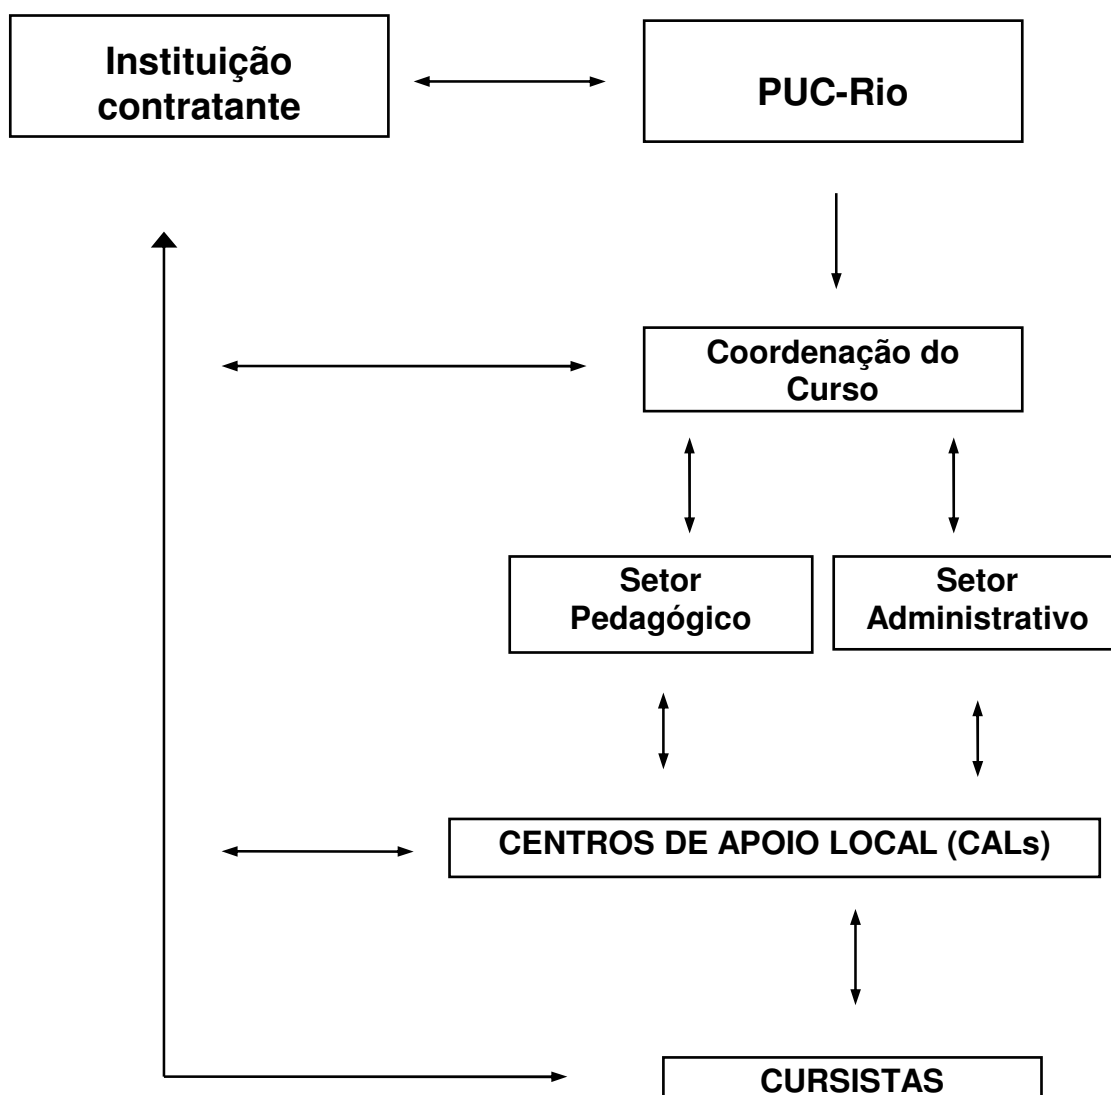 Instituição
contratante
PUC-Rio
Coordenação do
Curso
Setor
Pedagógico
Setor
Administrativo
CENTROS DE APOIO LOCAL (CALs)
CURSISTAS